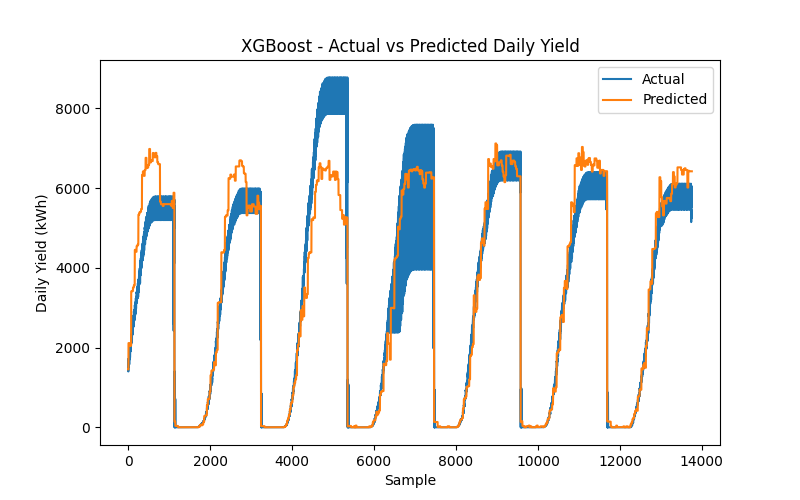 XGBoost - Actual vs Predicted Daily Yield
Actual
Predicted
Daily Yield (kWh)
8000
6000
4000
2000
0
0 2000 4000 6000 8000 10000 12000 14000
Sample